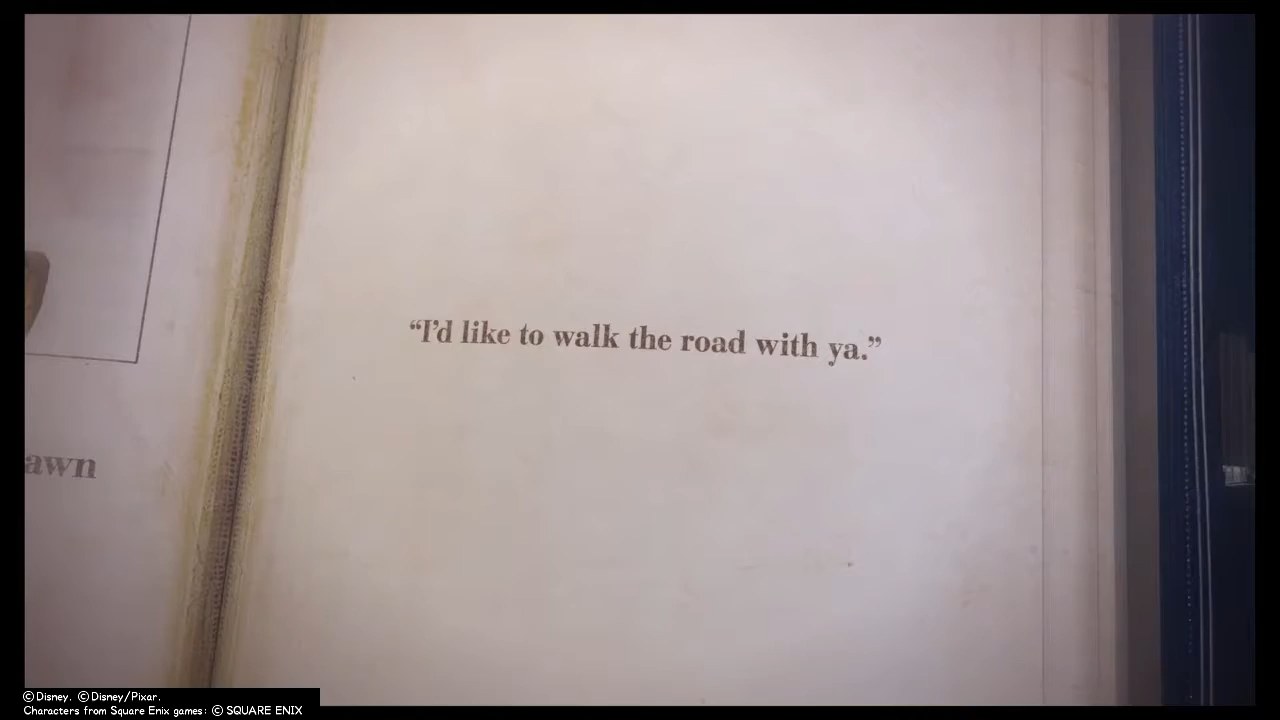 “I’d like to walk the road with ya.”
awn
© Disney. © Disney/Pixar.
Characters from Square Enix games: © SQUARE ENIX